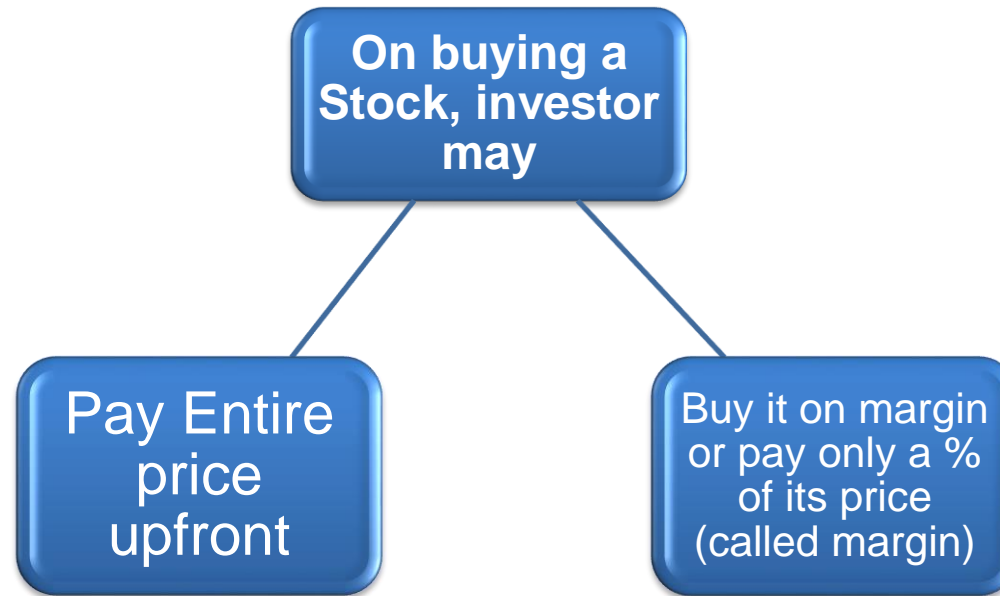 On buying a
Stock, investor
may
Pay Entire
price
upfront
Buy it on margin
or pay only a %
of its price
(called margin)